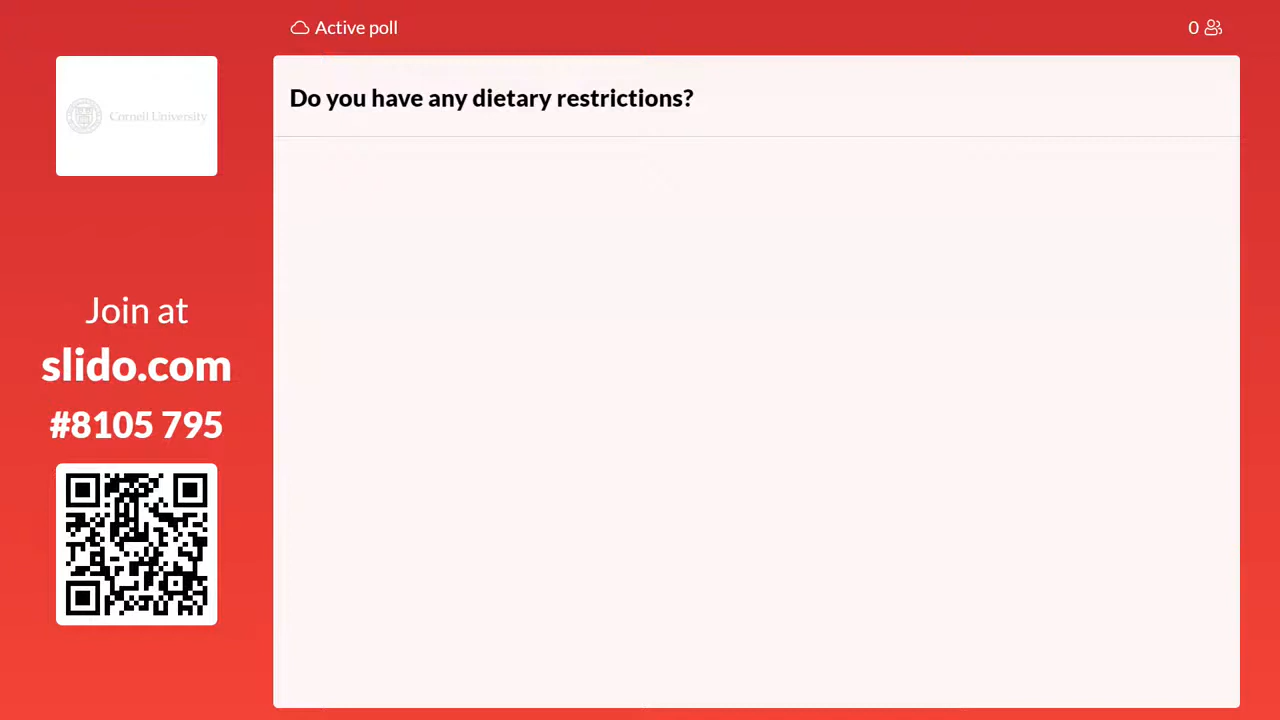 Active poll
0
Cornell University
Do you have any dietary restrictions?
Join at
slido.com
#8105 795